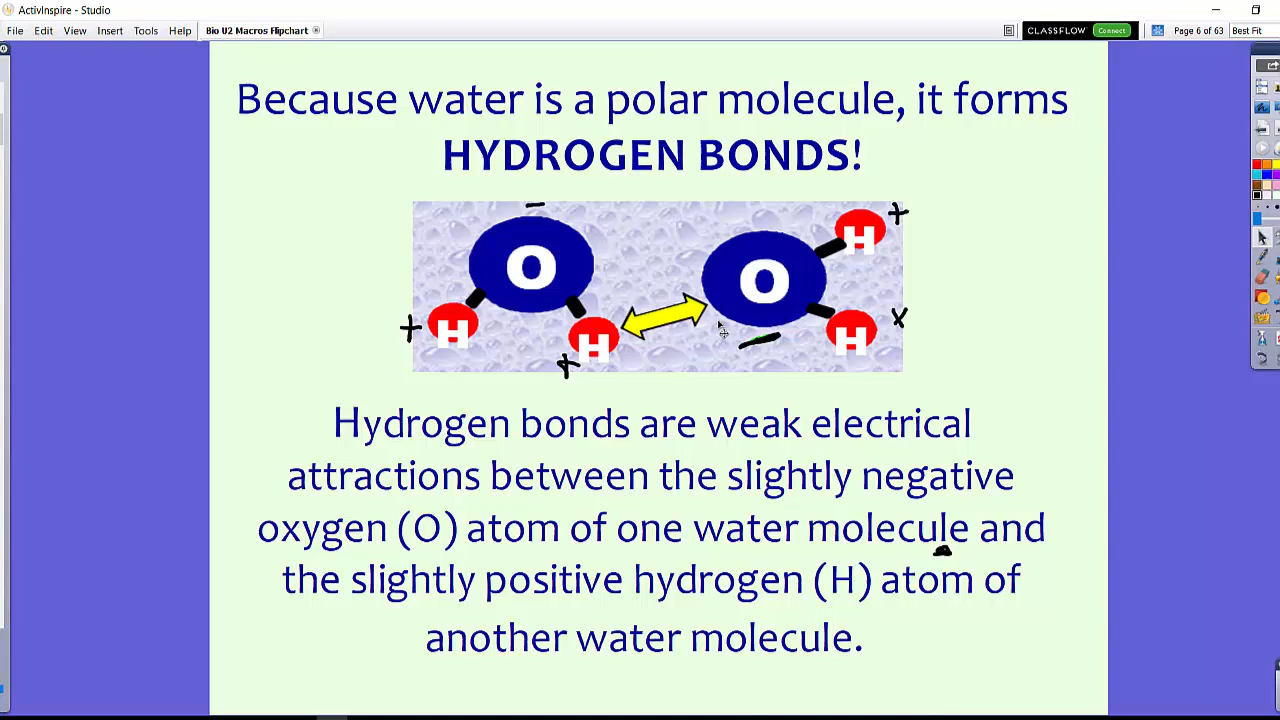 ActivInspire - Studio
File Edit View Insert Tools Help Bio U2 Macros Flipchart CLASSFLOW Connect Page 6 of 63 Best Fit
Because water is a polar molecule, it forms
HYDROGEN BONDS!
−
H +
O O
+ H H H x
+ −
Hydrogen bonds are weak electrical
attractions between the slightly negative
oxygen (O) atom of one water molecule and
the slightly positive hydrogen (H) atom of
another water molecule.